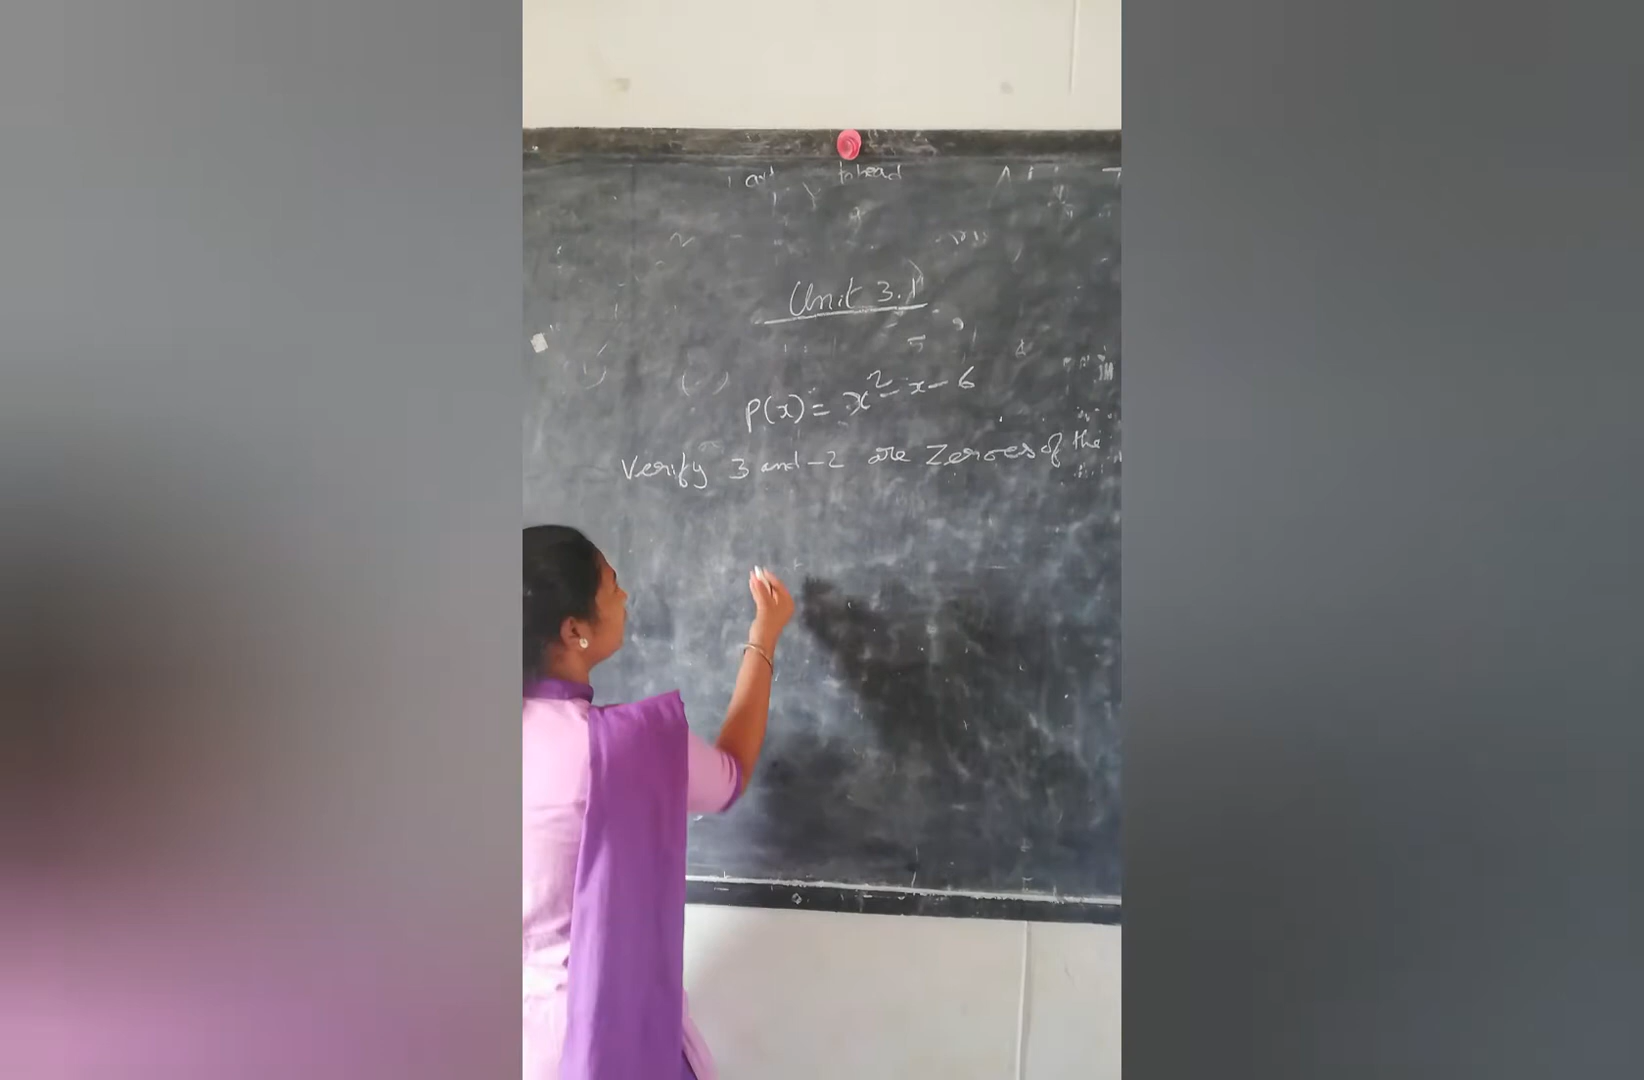 Unit 3.1
P(x) = x² - x - 6
Verify 3 and -2 are Zeroes of the